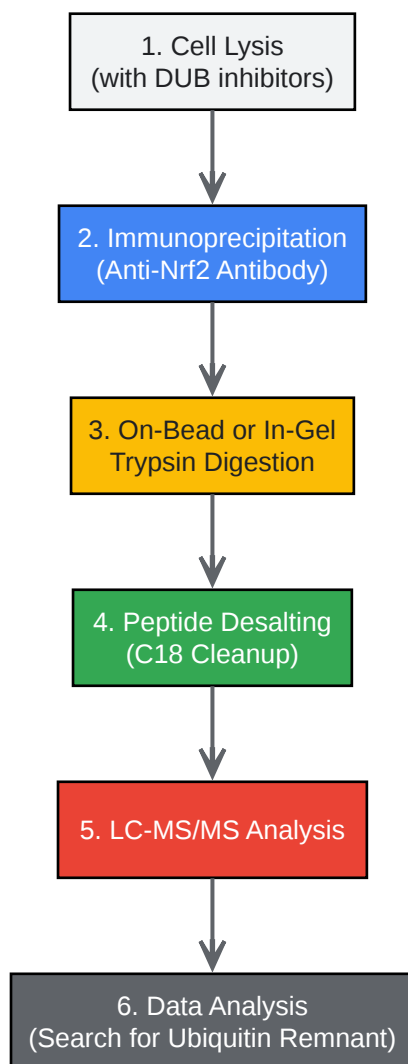 1. Cell Lysis
(with DUB inhibitors)
2. Immunoprecipitation
(Anti-Nrf2 Antibody)
3. On-Bead or In-Gel
Trypsin Digestion
4. Peptide Desalting
(C18 Cleanup)
5. LC-MS/MS Analysis
6. Data Analysis
(Search for Ubiquitin Remnant)